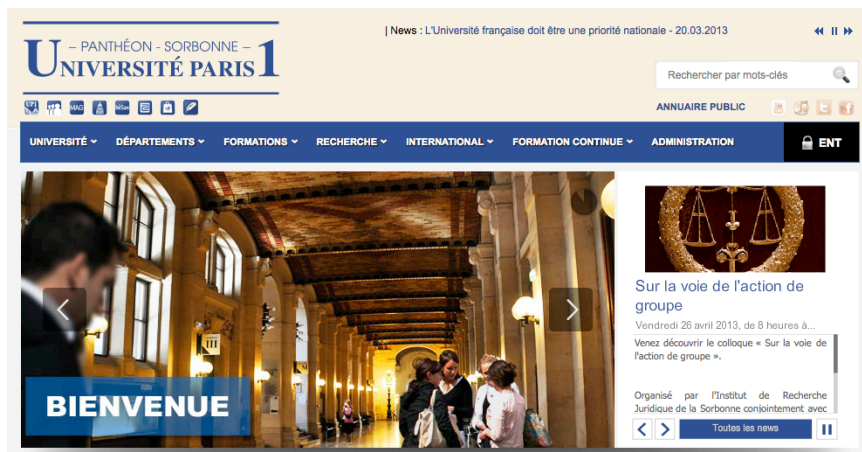 | News : L'Université française doit être une priorité nationale - 20.03.2013
– PANTHÉON - SORBONNE –
UNIVERSITÉ PARIS 1
Rechercher par mots-clés
UP1 MAG
ANNUAIRE PUBLIC
UNIVERSITÉ DÉPARTEMENTS FORMATIONS RECHERCHE INTERNATIONAL FORMATION CONTINUE ADMINISTRATION ENT
III
BIENVENUE
Sur la voie de l'action de
groupe
Vendredi 26 avril 2013, de 8 heures à...
Venez découvrir le colloque « Sur la voie de
l'action de groupe ».
Organisé par l'Institut de Recherche
Juridique de la Sorbonne conjointement avec
Toutes les news